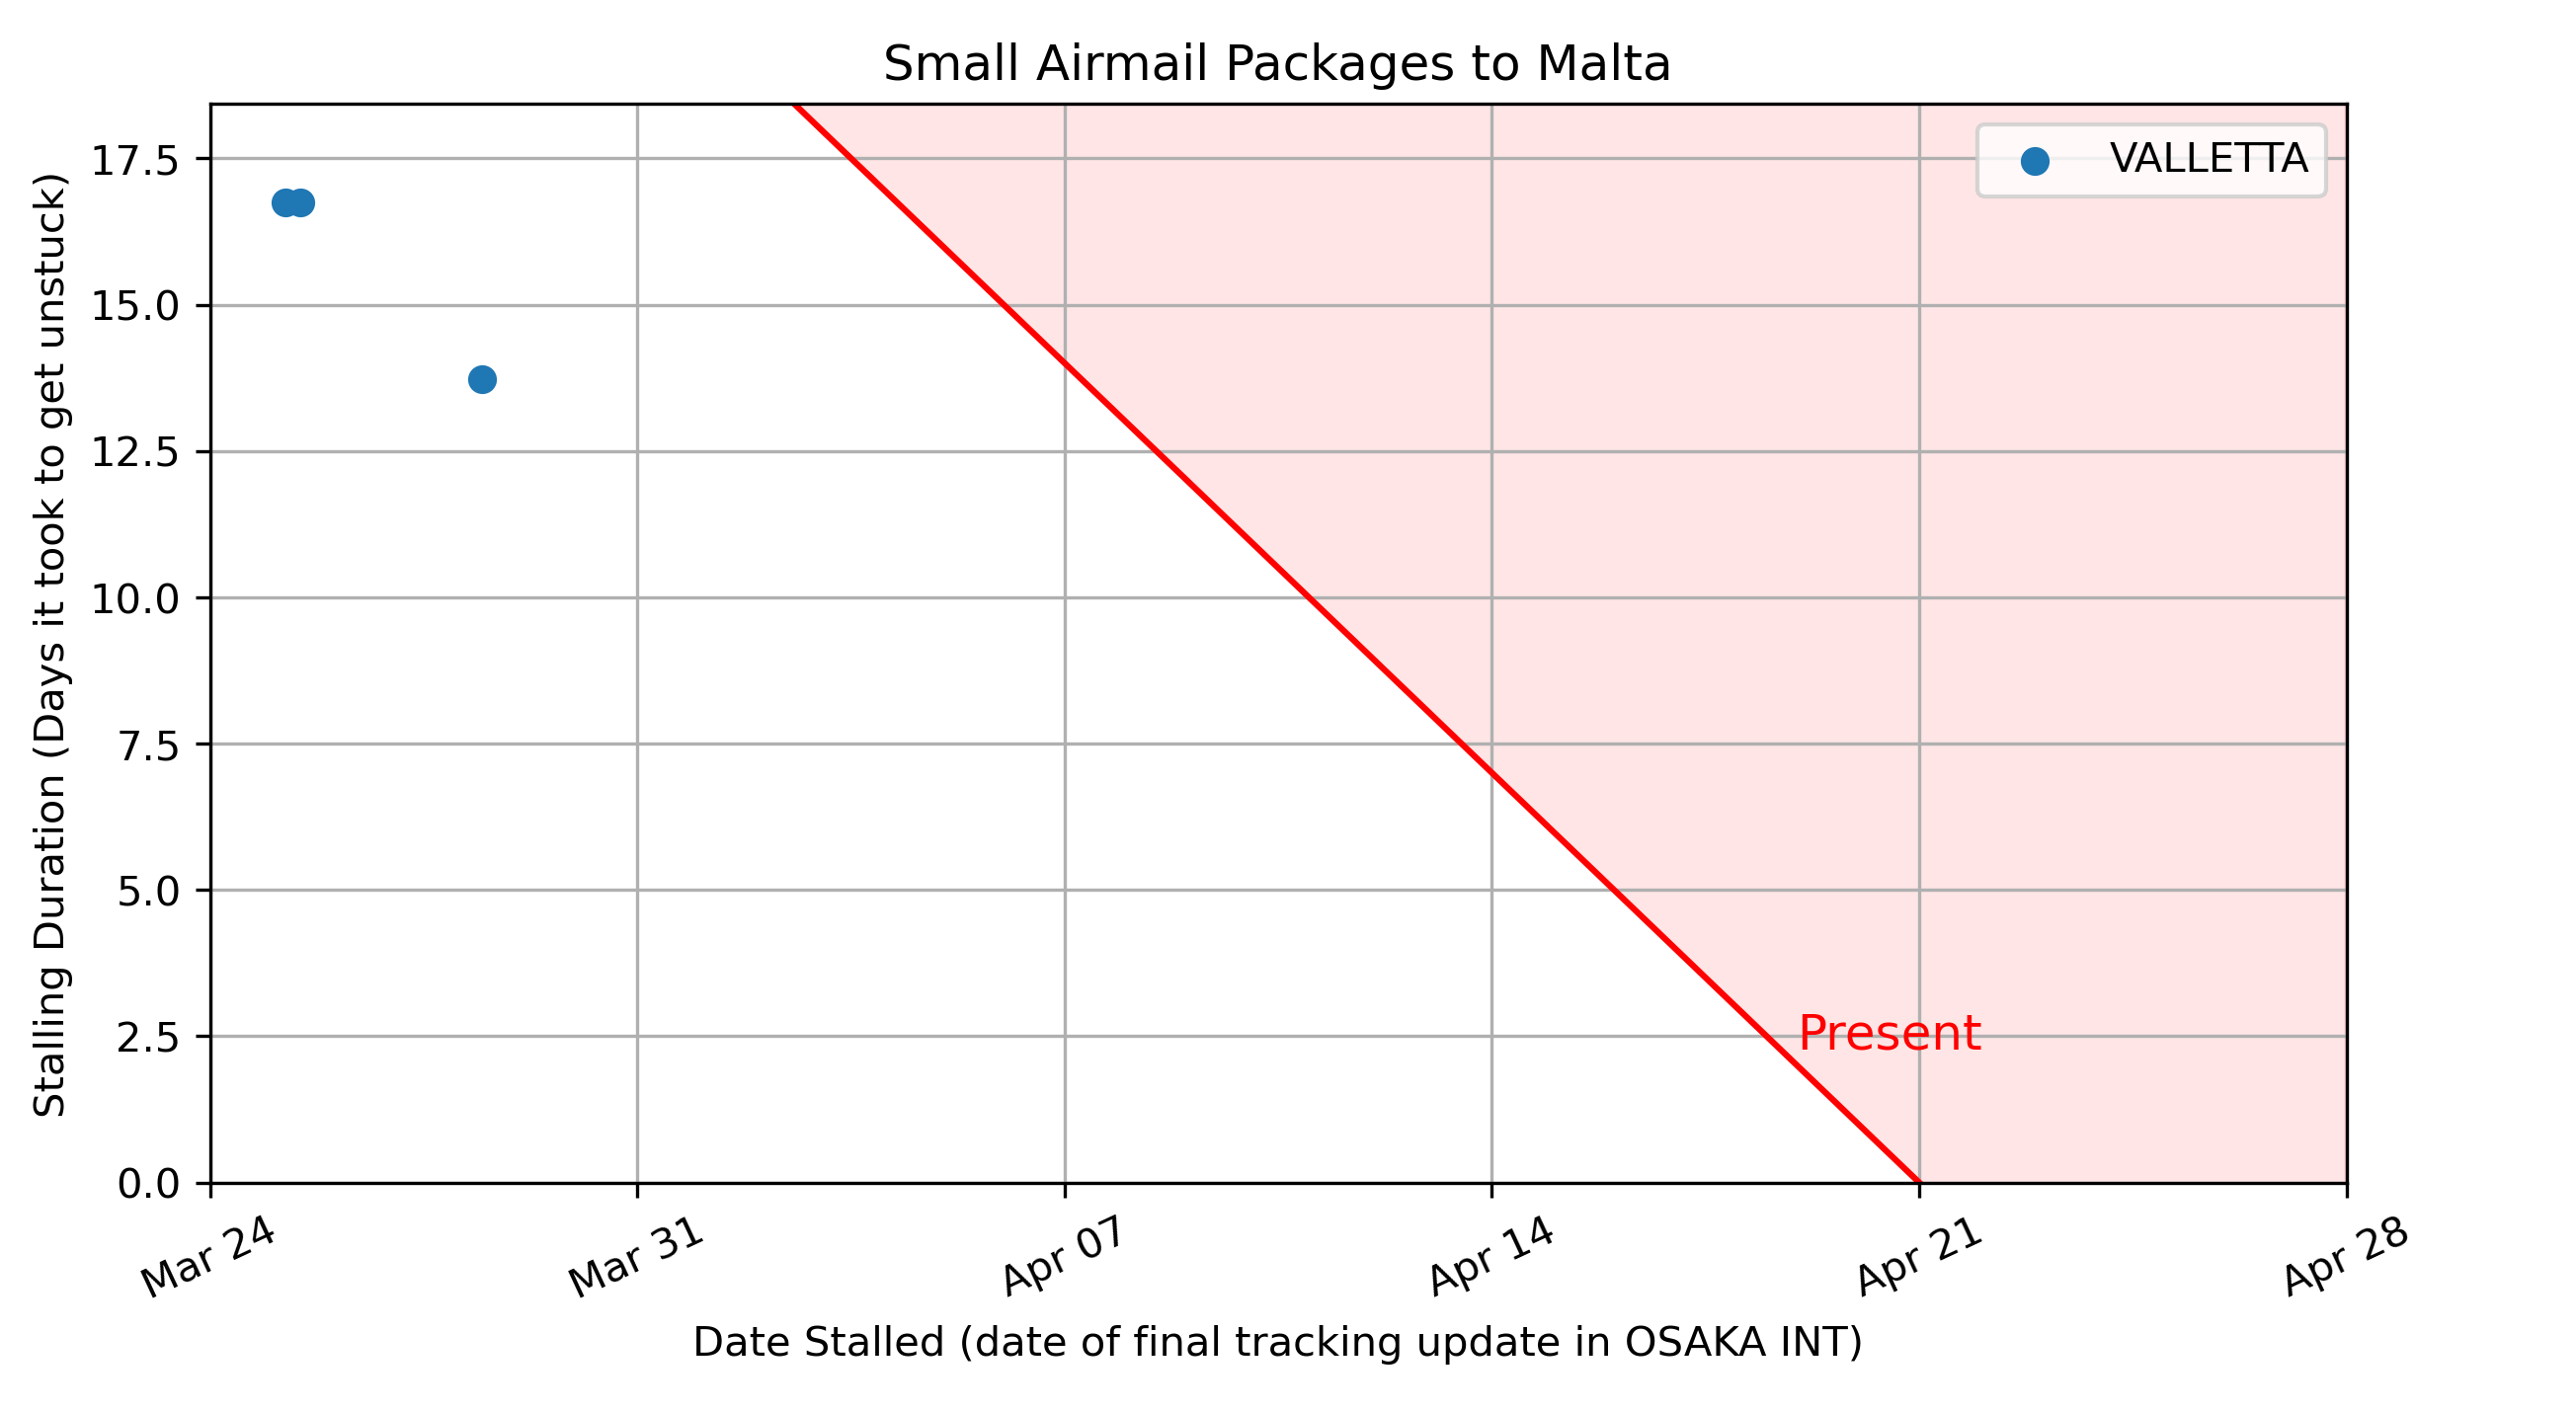 Small Airmail Packages to Malta
VALLETTA
Stalling Duration (Days it took to get unstuck)
17.5
15.0
12.5
10.0
7.5
5.0
2.5
0.0
Present
Mar 24
Mar 31
Apr 07
Apr 14
Apr 21
Apr 28
Date Stalled (date of final tracking update in OSAKA INT)